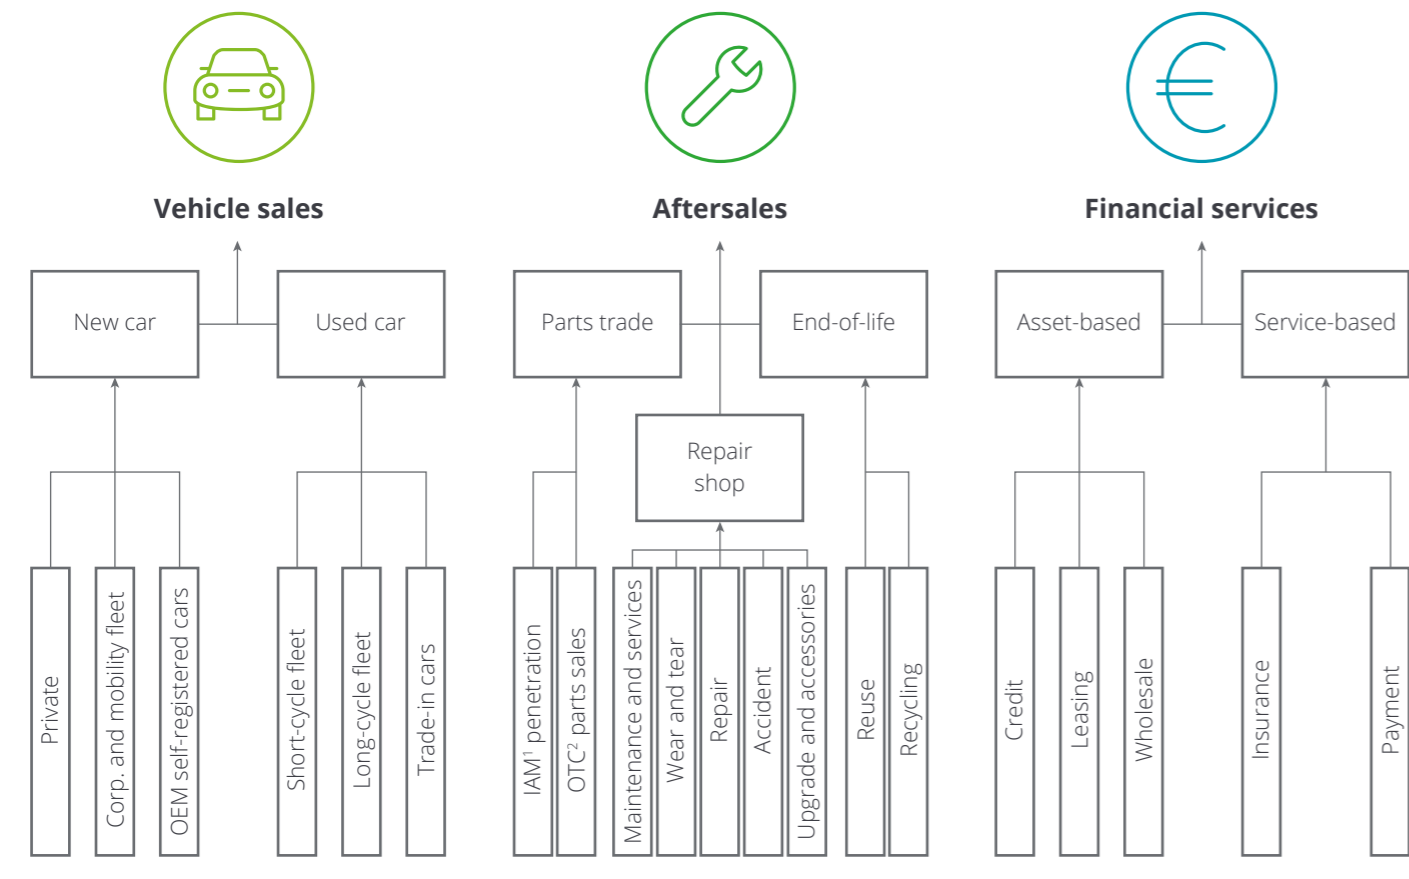 Vehicle sales
Aftersales
Financial services
New car
Used car
Parts trade
End-of-life
Asset-based
Service-based
Repair
shop
Private
Corp. and mobility fleet
OEM self-registered cars
Short-cycle fleet
Long-cycle fleet
Trade-in cars
IAM¹ penetration
OTC² parts sales
Maintenance and services
Wear and tear
Repair
Accident
Upgrade and accessories
Reuse
Recycling
Credit
Leasing
Wholesale
Insurance
Payment